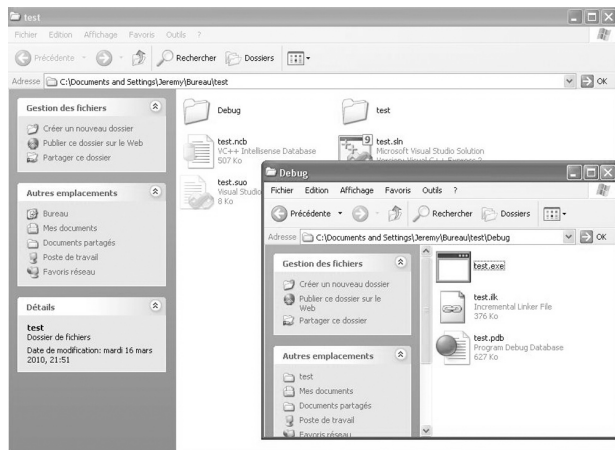 test
Fichier Edition Affichage Favoris Outils ?
Précédente Rechercher Dossiers
Adresse C:\Documents and Settings\Jeremy\Bureau\test OK
Gestion des fichiers
Créer un nouveau dossier
Publier ce dossier sur le Web
Partager ce dossier
Autres emplacements
Bureau
Mes documents
Documents partagés
Poste de travail
Favoris réseau
Détails
test
Dossier de fichiers
Date de modification: mardi 16 mars
2010, 21:51
Debug
test
test.ncb
VC++ Intellisense Database
507 Ko
test.sln
Microsoft Visual Studio Solution
test.suo
Visual Studio
8 Ko
Debug
Fichier Edition Affichage Favoris Outils ?
Précédente Rechercher Dossiers
Adresse C:\Documents and Settings\Jeremy\Bureau\test\Debug OK
Gestion des fichiers
Créer un nouveau dossier
Publier ce dossier sur le
Web
Partager ce dossier
Autres emplacements
test
Mes documents
Documents partagés
Poste de travail
Favoris réseau
test.exe
test.ilk
Incremental Linker File
376 Ko
test.pdb
Program Debug Database
627 Ko